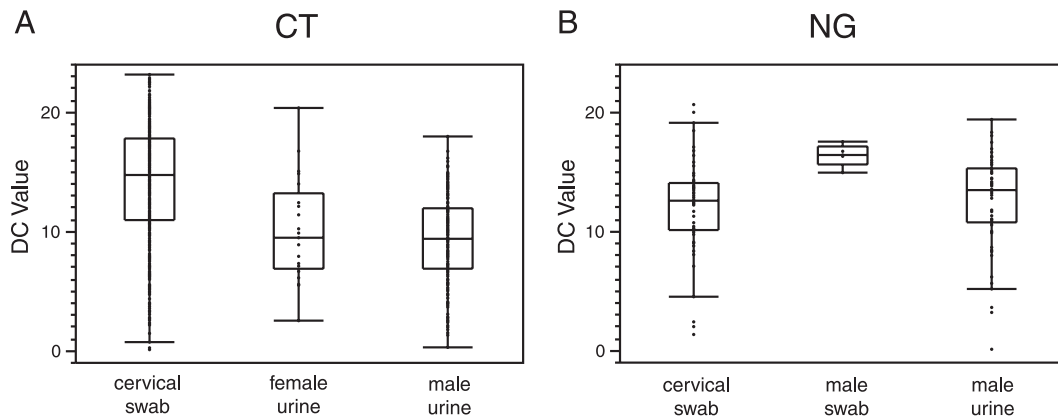 A
CT
DC Value
20
10
0
cervical
swab
female
urine
male
urine
B
NG
DC Value
20
10
0
cervical
swab
male
swab
male
urine